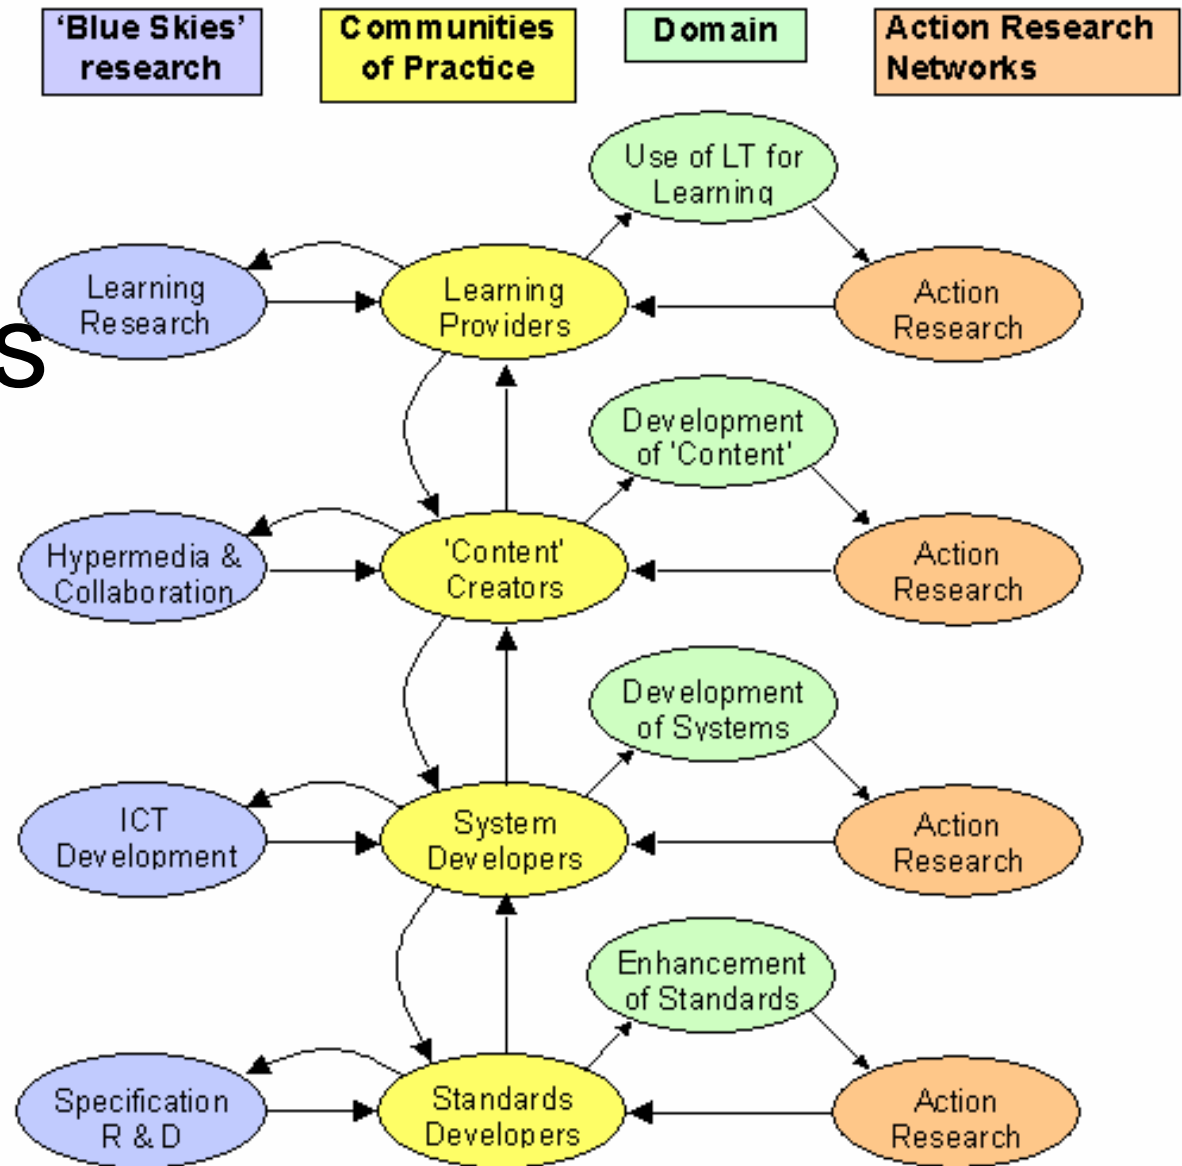 'Blue Skies'
research
Communities
of Practice
Domain
Action Research
Networks
Use of LT for
Learning
Learning
Research
Learning
Providers
Action
Research
s
Development
of 'Content'
Hypermedia &
Collaboration
'Content'
Creators
Action
Research
Development
of Systems
ICT
Development
System
Developers
Action
Research
Enhancement
of Standards
Specification
R & D
Standards
Developers
Action
Research